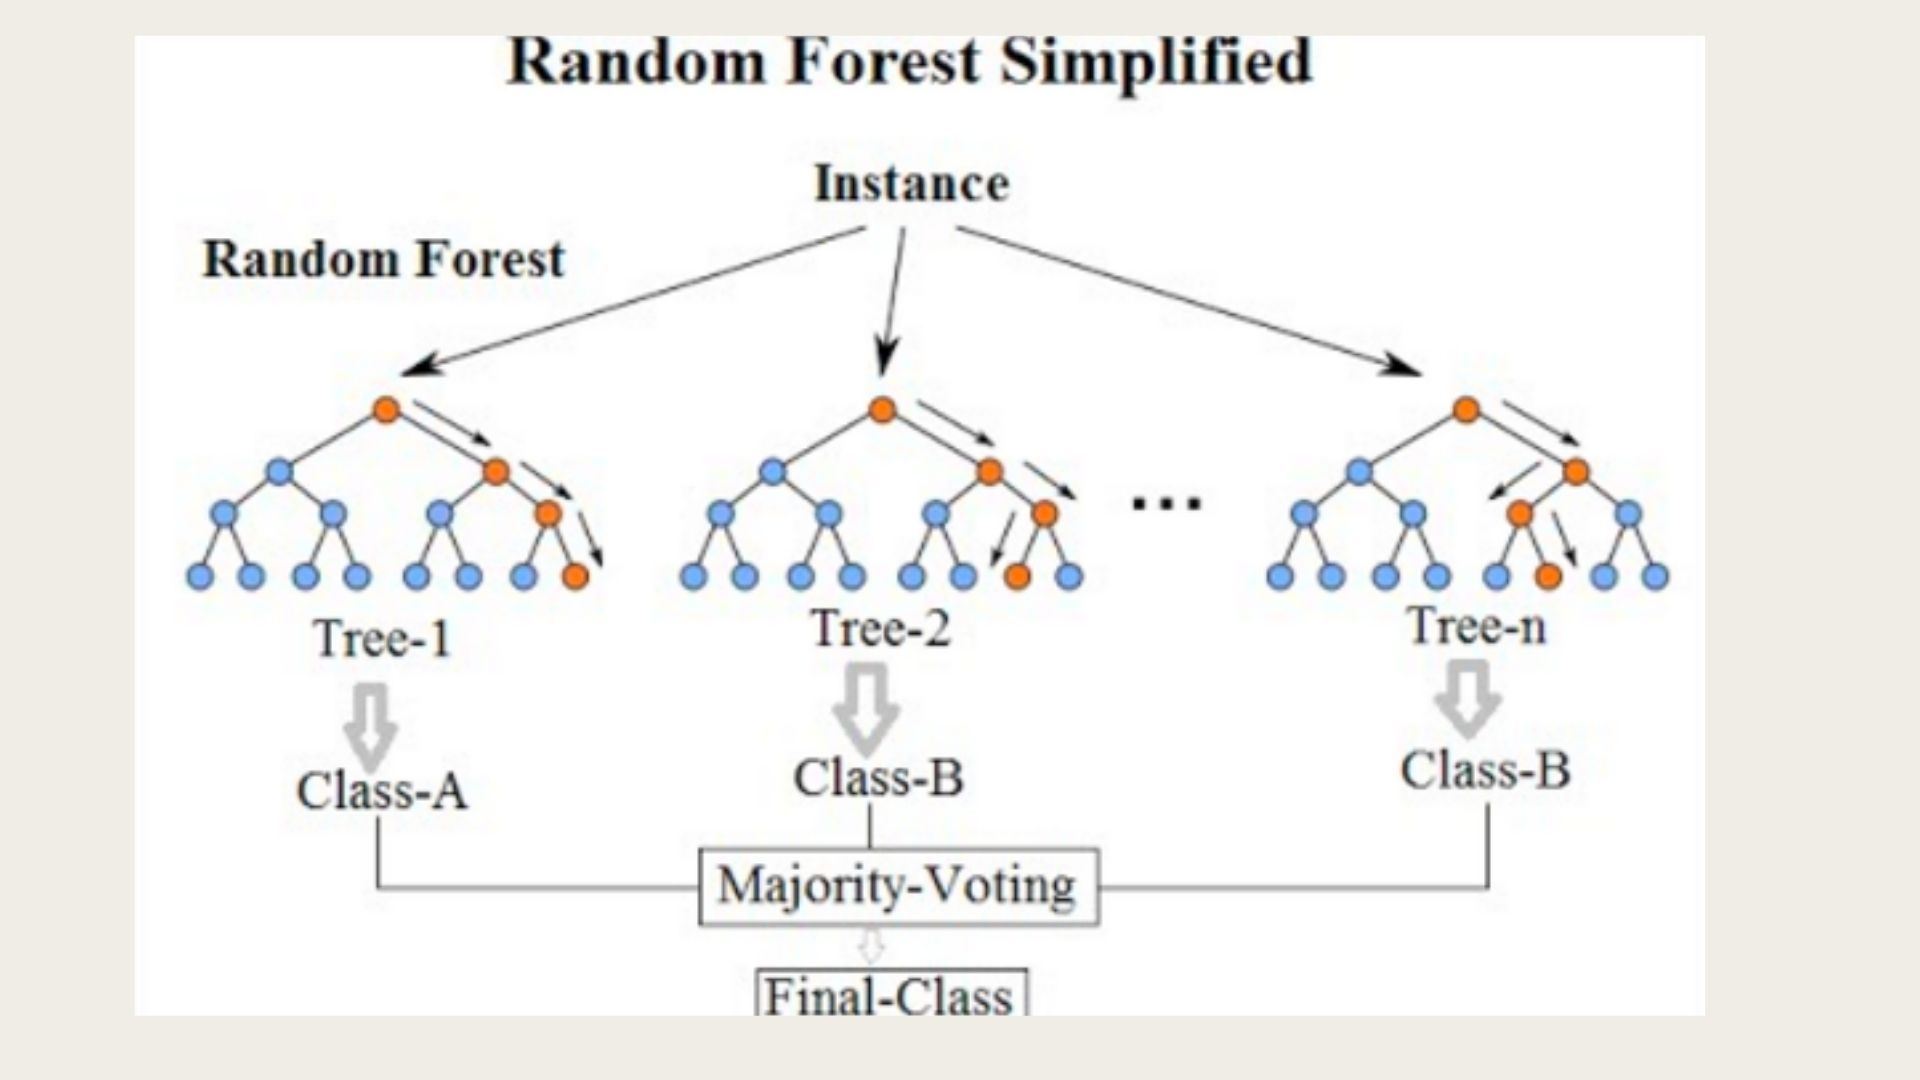 Random Forest Simplified
Instance
Random Forest
...
Tree-1
Tree-2
Tree-n
Class-A
Class-B
Class-B
Majority-Voting
Final-Class